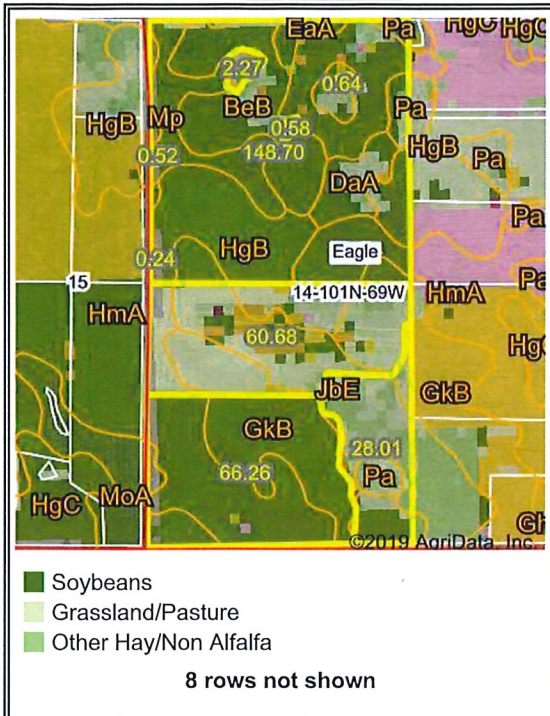 EaA Pa HgC HgC
2.27 0.64
HgB Mp BeB Pa
0.58 HgB Pa
0.52 148.70
DaA
Pa
HgB Eagle
0.24
15 14-101N-69W HmA Pa
HmA
60.68 Hg
JbE GkB
GkB
66.26 28.01
Pa
HgC MoA Gh
©2019 AgriData, Inc.
Soybeans
Grassland/Pasture
Other Hay/Non Alfalfa
8 rows not shown